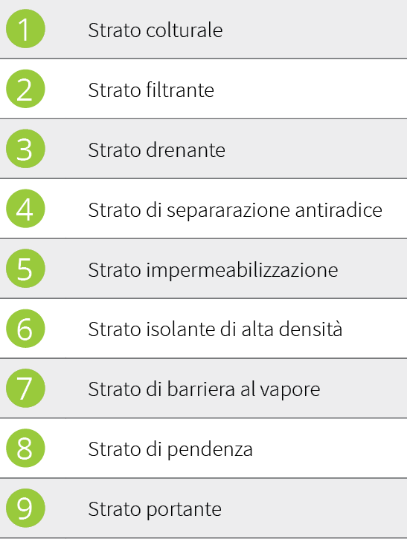 1 Strato colturale
2 Strato filtrante
3 Strato drenante
4 Strato di separarazione antiradice
5 Strato impermeabilizzazione
6 Strato isolante di alta densità
7 Strato di barriera al vapore
8 Strato di pendenza
9 Strato portante